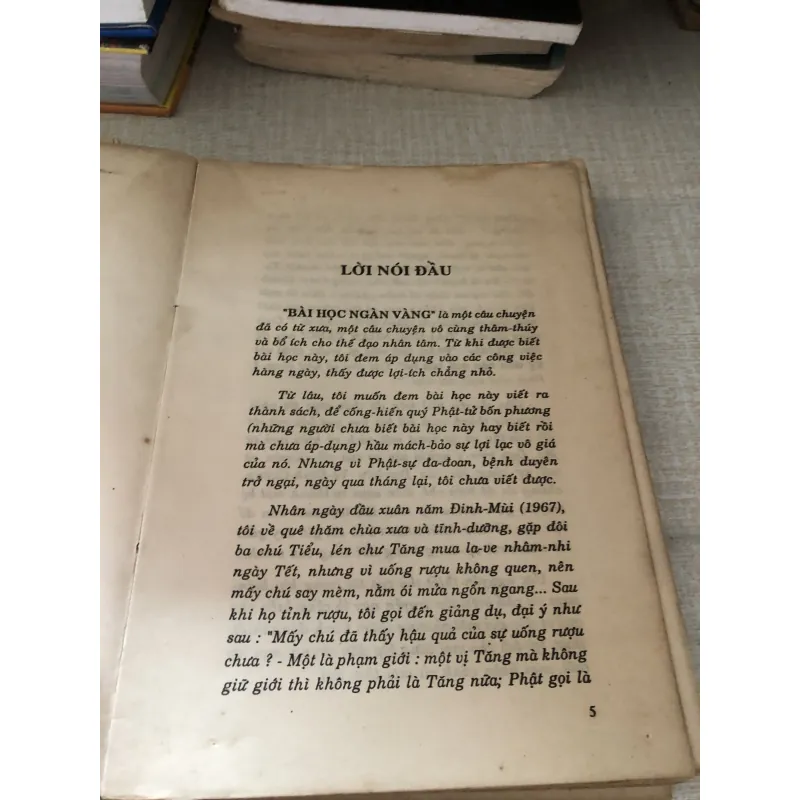 LỜI NÓI ĐẦU
"BÀI HỌC NGÀN VÀNG" là một câu chuyện
đã có từ xưa, một câu chuyện vô cùng thâm-thúy
và bổ ích cho thế đạo nhân tâm. Từ khi được biết
bài học này, tôi đem áp dụng vào các công việc
hàng ngày, thấy được lợi-ích chẳng nhỏ.
Từ lâu, tôi muốn đem bài học này viết ra
thành sách, để cống-hiến quý Phật-tử bốn phương
(những người chưa biết bài học này hay biết rồi
mà chưa áp-dụng) hầu mách-bảo sự lợi lạc vô giá
của nó. Nhưng vì Phật-sự đa-đoan, bệnh duyên
trở ngại, ngày qua tháng lại, tôi chưa viết được.
Nhân ngày đầu xuân năm Đinh-Mùi (1967),
tôi về quê thăm chùa xưa và tĩnh-dưỡng, gặp đôi
ba chú Tiểu, lén chư Tăng mua la-ve nhâm-nhi
ngày Tết, nhưng vì uống rượu không quen, nên
mấy chú say mèm, nằm ói mửa ngổn ngang... Sau
khi họ tỉnh rượu, tôi gọi đến giảng dụ, đại ý như
sau : "Mấy chú đã thấy hậu quả của sự uống rượu
chưa ? - Một là phạm giới : một vị Tăng mà không
giữ giới thì không phải là Tăng nữa; Phật gọi là
5